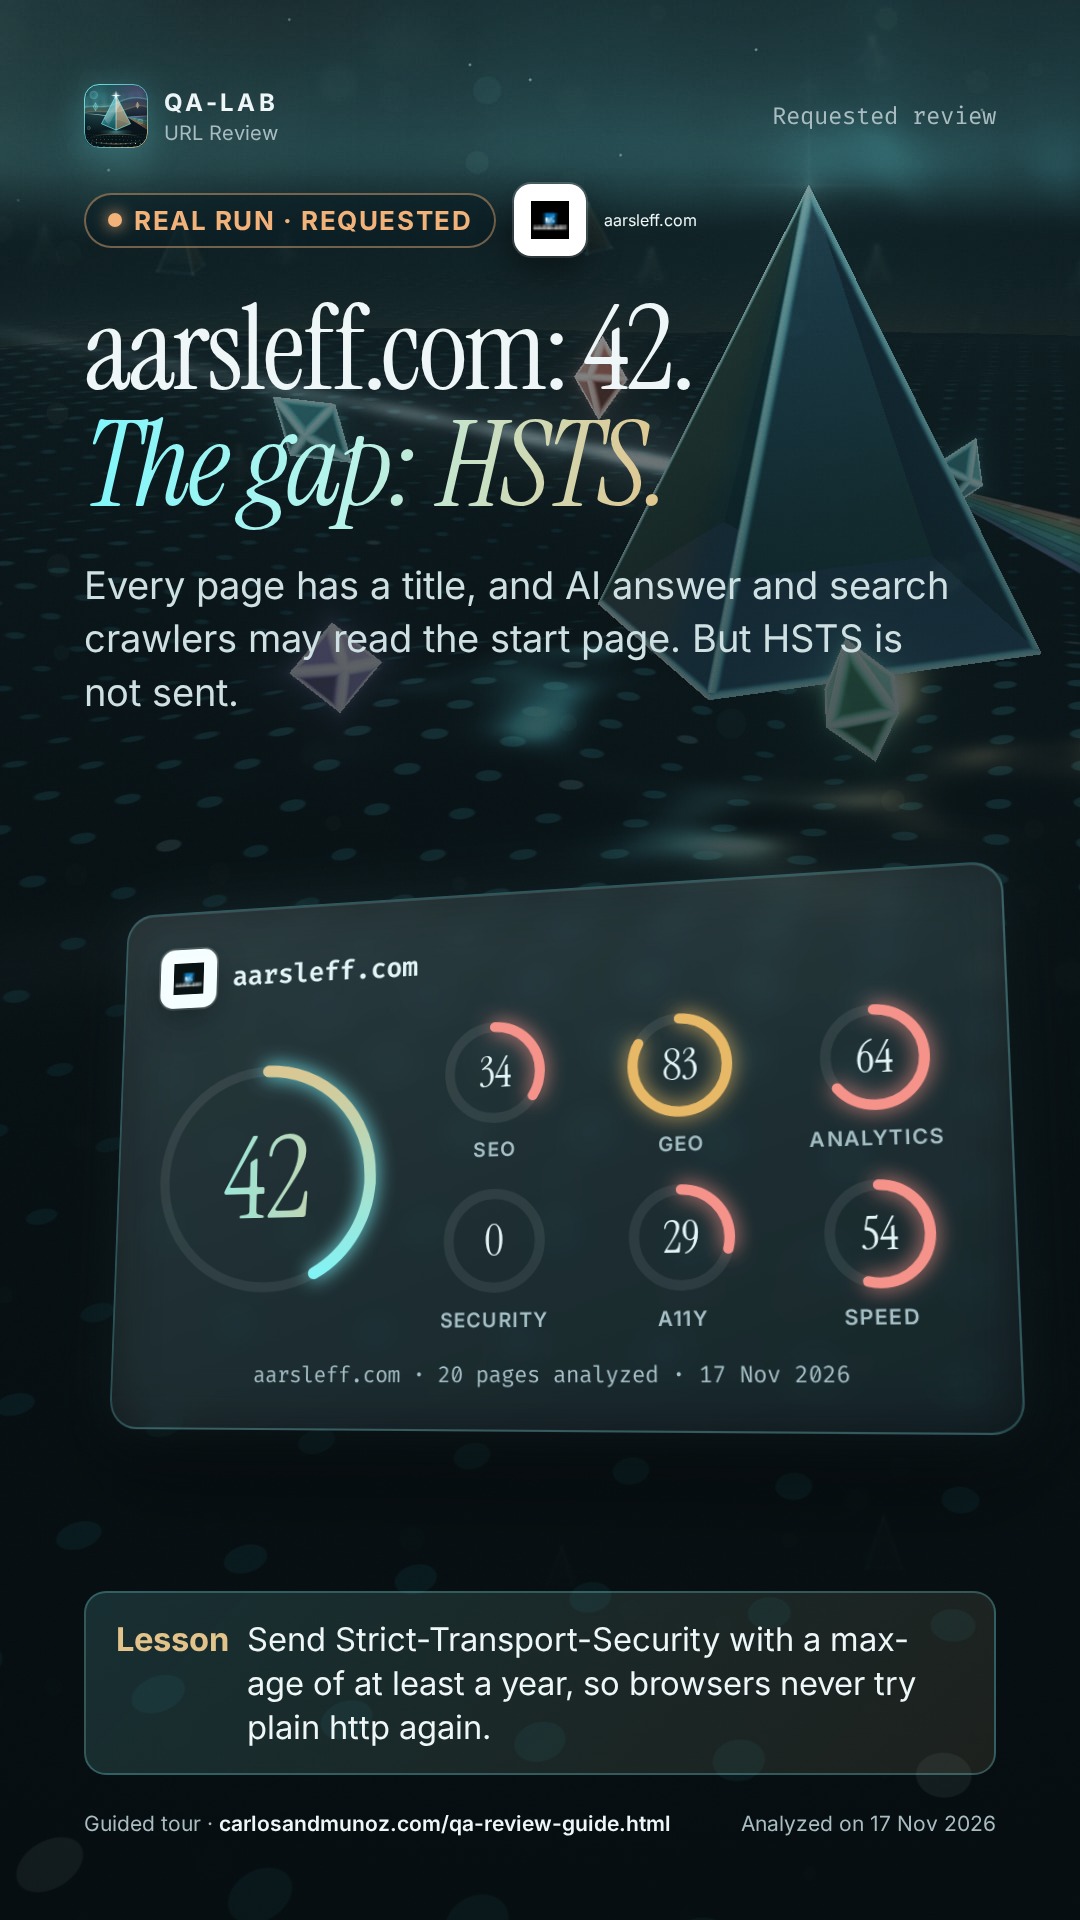 QA-LAB
URL Review
Requested review
REAL RUN · REQUESTED
aarsleff.com
aarsleff.com: 42.
The gap: HSTS.
Every page has a title, and AI answer and search
crawlers may read the start page. But HSTS is
not sent.
aarsleff.com
42
34
SEO
83
GEO
64
ANALYTICS
0
SECURITY
29
A11Y
54
SPEED
aarsleff.com · 20 pages analyzed · 17 Nov 2026
Lesson Send Strict-Transport-Security with a max-
age of at least a year, so browsers never try
plain http again.
Guided tour · carlosandmunoz.com/qa-review-guide.html
Analyzed on 17 Nov 2026